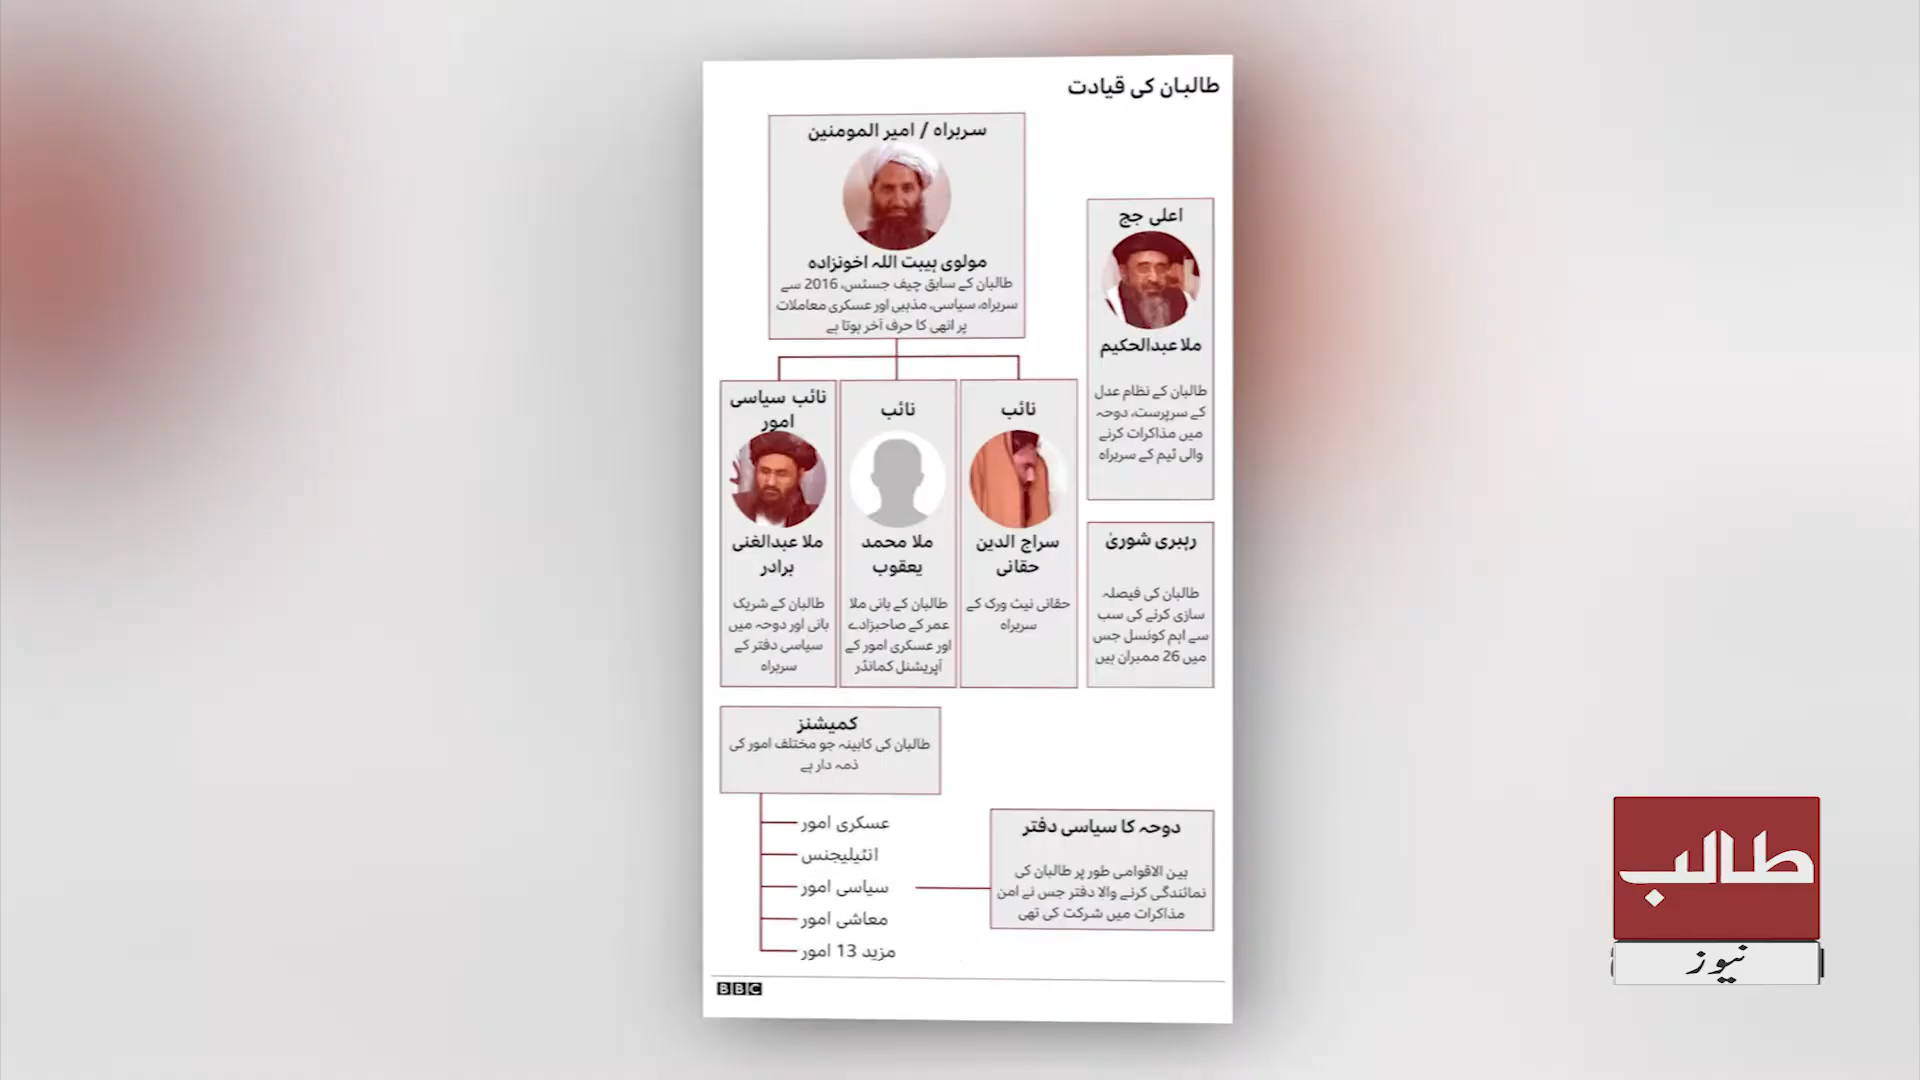 طالبان کی قیادت
سربراہ / امیر المومنین
مولوی ہیبت اللہ اخونزادہ
طالبان کے سابق چیف جسٹس، 2016 سے
سربراہ، سیاسی، مذہبی اور عسکری معاملات
پر انھی کا حرف آخر ہوتا ہے
اعلی جج
ملا عبدالحکیم
طالبان کے نظام عدل
کے سرپرست، دوحہ
میں مذاکرات کرنے
والی ٹیم کے سربراہ
نائب
سراج الدین
حقانی
حقانی نیٹ ورک کے
سربراہ
نائب
ملا محمد
یعقوب
طالبان کے بانی ملا
عمر کے صاحبزادے
اور عسکری امور کے
آپریشنل کمانڈر
نائب سیاسی
امور
ملا عبدالغنی
برادر
طالبان کے شریک
بانی اور دوحہ میں
سیاسی دفتر کے
سربراہ
رہبری شوریٰ
طالبان کی فیصلہ
سازی کرنے کی سب
سے اہم کونسل جس
میں 26 ممبران ہیں
کمیشنز
طالبان کی کابینہ جو مختلف امور کی
ذمہ دار ہے
عسکری امور
انٹیلیجنس
سیاسی امور
معاشی امور
مزید 13 امور
دوحہ کا سیاسی دفتر
بین الاقوامی طور پر طالبان کی
نمائندگی کرنے والا دفتر جس نے امن
مذاکرات میں شرکت کی تھی
BBC
طالب
نیوز